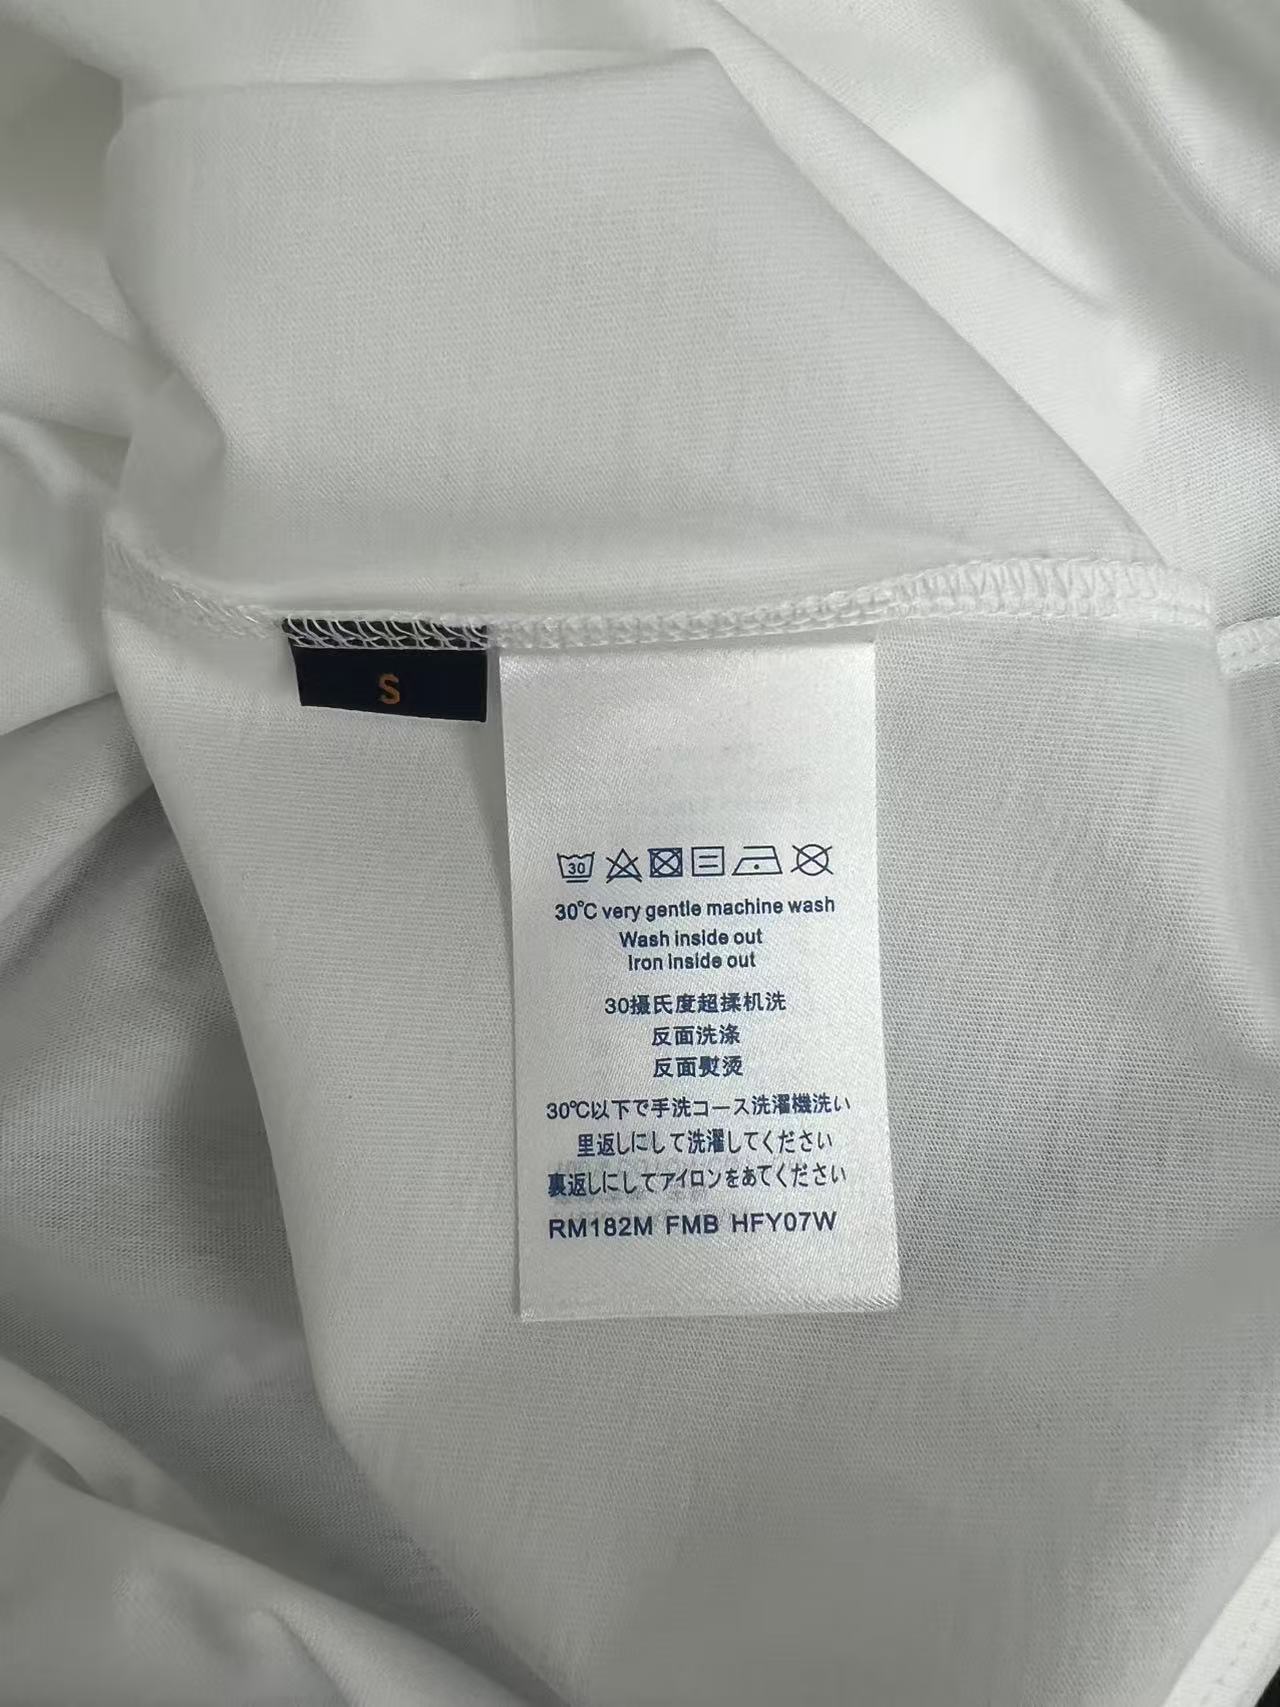 S
30
30℃ very gentle machine wash
Wash inside out
Iron inside out
30摄氏度超揉机洗
反面洗涤
反面熨烫
30℃以下で手洗コース洗濯機洗い
里返しにして洗濯してください
裏返しにしてアイロンをあてください
RM182M FMB HFY07W